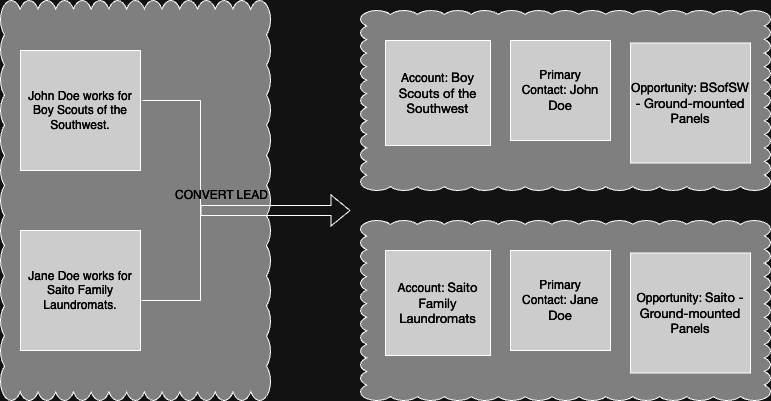 John Doe works for
Boy Scouts of the
Southwest.
CONVERT LEAD
Jane Doe works for
Saito Family
Laundromats.
Account: Boy
Scouts of the
Southwest
Primary
Contact: John
Doe
Opportunity: BSofSW
- Ground-mounted
Panels
Account: Saito
Family
Laundromats
Primary
Contact: Jane
Doe
Opportunity: Saito -
Ground-mounted
Panels